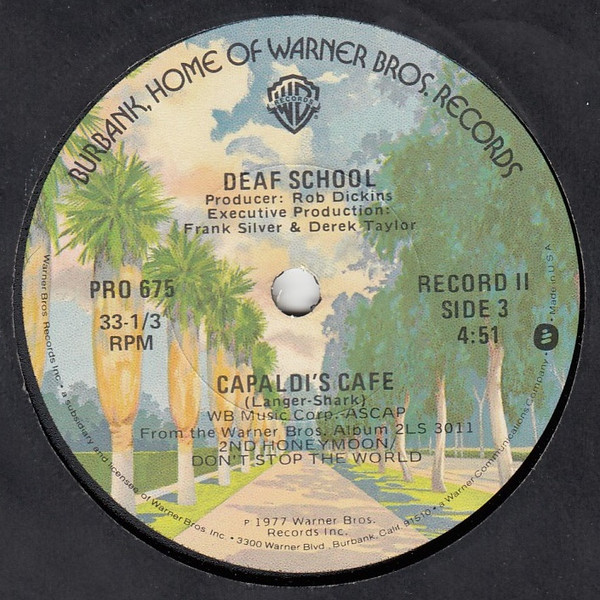 BURBANK, HOME OF WARNER BROS. RECORDS
WB
RECORDS
DEAF SCHOOL
Producer: Rob Dickins
Executive Production:
Frank Silver & Derek Taylor
PRO 675
33-1/3
RPM
RECORD II
SIDE 3
4:51
CAPALDI'S CAFE
(Langer-Shark)
WB Music Corp.-ASCAP
From the Warner Bros. Album 2LS 3011
2ND HONEYMOON/
DON'T STOP THE WORLD
℗ 1977 Warner Bros.
Records Inc.
Warner Bros. Records Inc. • a subsidiary and licensee of Warner Bros. Inc. • 3300 Warner Blvd., Burbank, Calif. 91510 • a Warner Communications Company • Made in U.S.A.